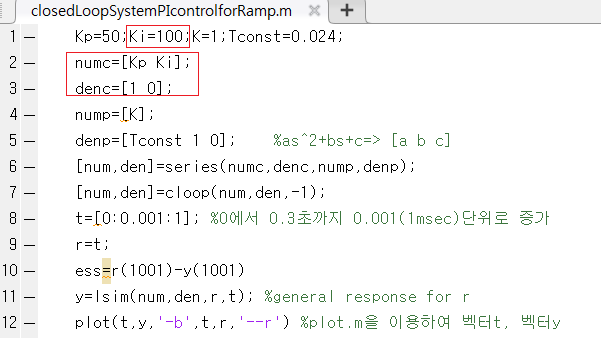 closedLoopSystemPIcontrolforRamp.m
1 — Kp=50;Ki=100;K=1;Tconst=0.024;
2 — numc=[Kp Ki];
3 — denc=[1 0];
4 — nump=[K];
5 — denp=[Tconst 1 0]; %as^2+bs+c=> [a b c]
6 — [num,den]=series(numc,denc,nump,denp);
7 — [num,den]=cloop(num,den,-1);
8 — t=[0:0.001:1]; %0에서 0.3초까지 0.001(1msec)단위로 증가
9 — r=t;
10 — ess=r(1001)-y(1001)
11 — y=lsim(num,den,r,t); %general response for r
12 — plot(t,y,'-b',t,r,'--r') %plot.m을 이용하여 벡터t, 벡터y